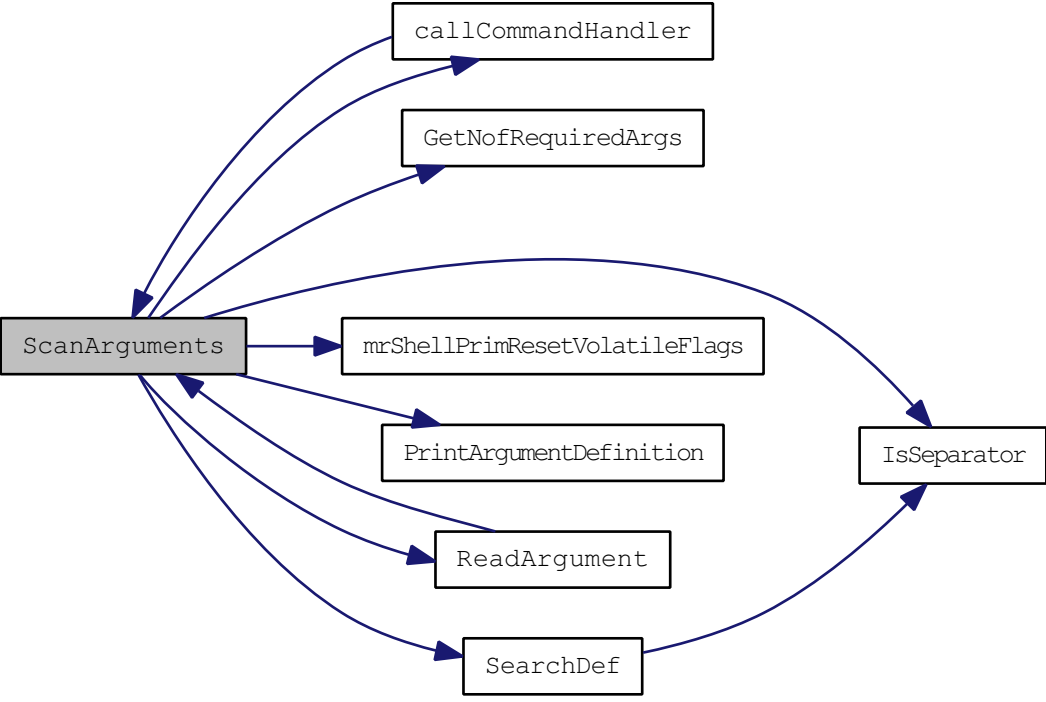 callCommandHandler
GetNofRequiredArgs
ScanArguments
mrShellPrimResetVolatileFlags
PrintArgumentDefinition
IsSeparator
ReadArgument
SearchDef